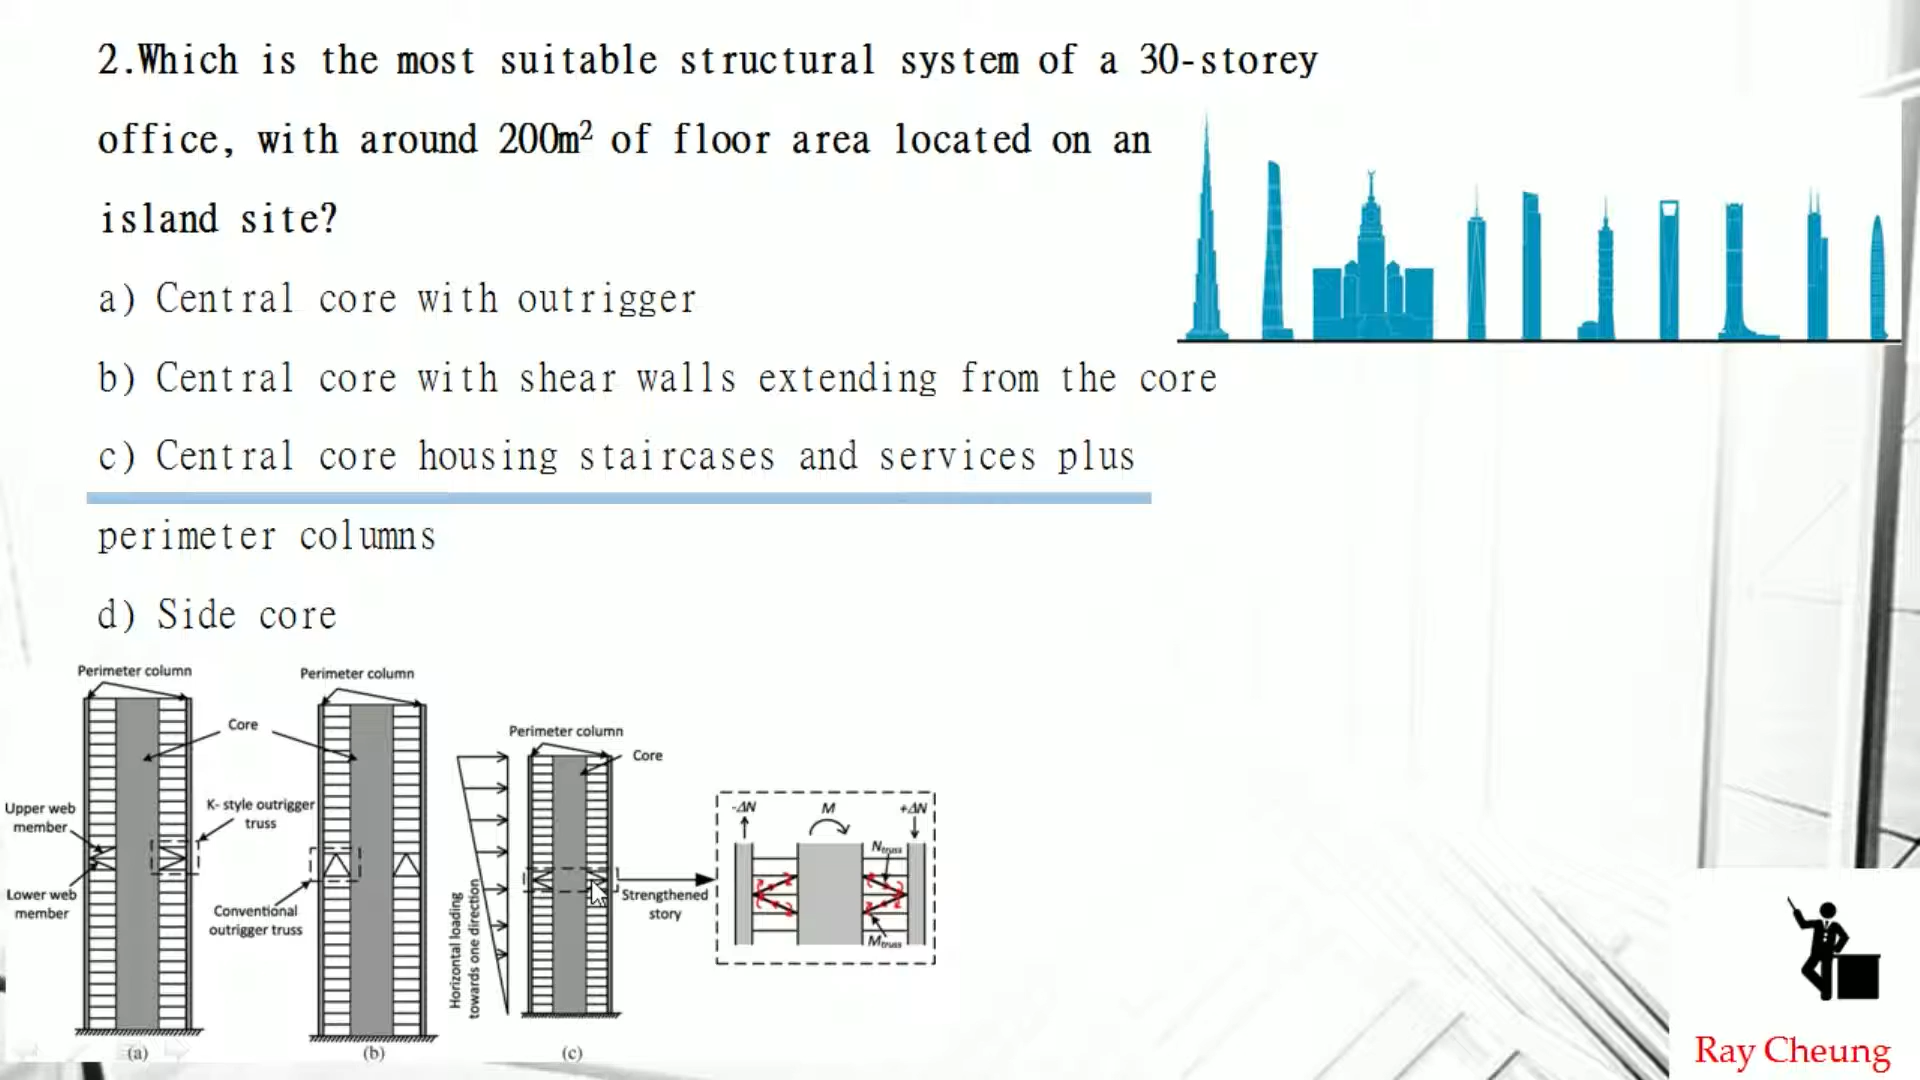 2.Which is the most suitable structural system of a 30-storey
office, with around 200m² of floor area located on an
island site?
a) Central core with outrigger
b) Central core with shear walls extending from the core
c) Central core housing staircases and services plus
perimeter columns
d) Side core
Perimeter column
Perimeter column
Core
Perimeter column
Core
Upper web
member
K- style outrigger
truss
Lower web
member
Conventional
outrigger truss
Horizontal loading
towards one direction
Strengthened
story
-ΔN
M
+ΔN
Ntruss
Mtruss
(a)
(b)
(c)
Ray Cheung